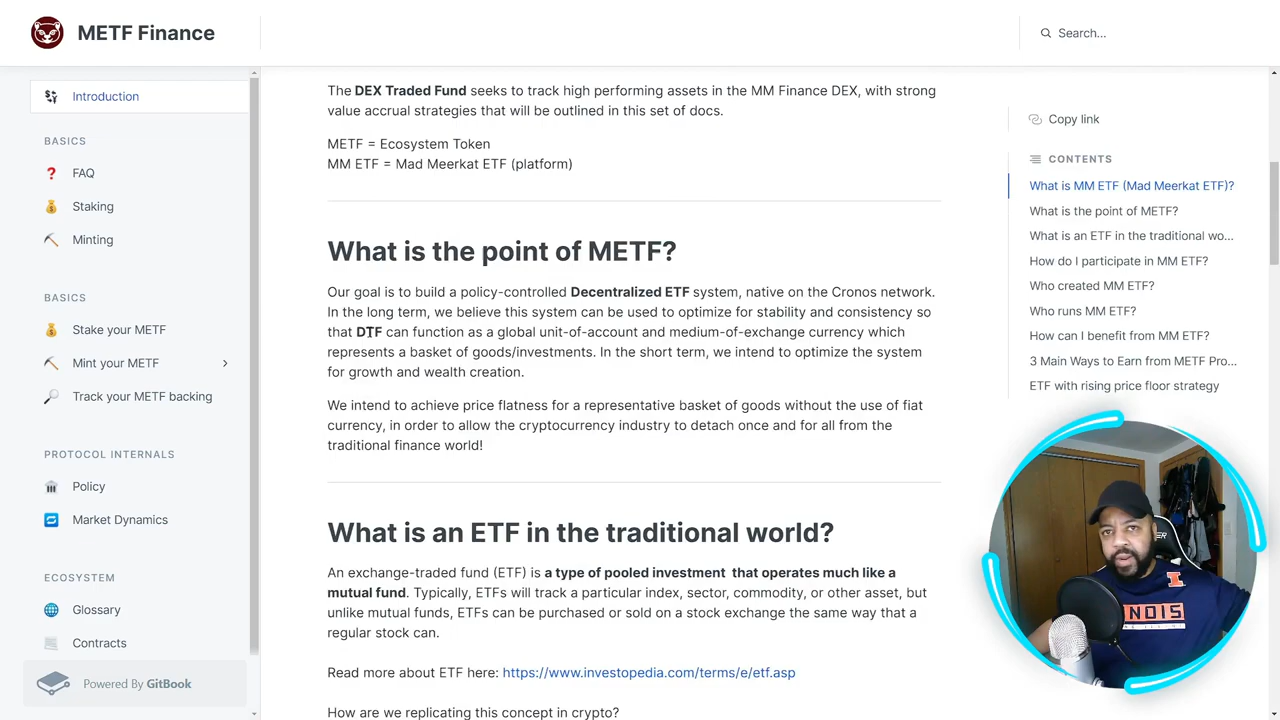 METF Finance
Search...
Introduction
BASICS
FAQ
Staking
Minting
BASICS
Stake your METF
Mint your METF
Track your METF backing
PROTOCOL INTERNALS
Policy
Market Dynamics
ECOSYSTEM
Glossary
Contracts
Powered By GitBook
The DEX Traded Fund seeks to track high performing assets in the MM Finance DEX, with strong
value accrual strategies that will be outlined in this set of docs.
METF = Ecosystem Token
MM ETF = Mad Meerkat ETF (platform)
What is the point of METF?
Our goal is to build a policy-controlled Decentralized ETF system, native on the Cronos network.
In the long term, we believe this system can be used to optimize for stability and consistency so
that DTF can function as a global unit-of-account and medium-of-exchange currency which
represents a basket of goods/investments. In the short term, we intend to optimize the system
for growth and wealth creation.
We intend to achieve price flatness for a representative basket of goods without the use of fiat
currency, in order to allow the cryptocurrency industry to detach once and for all from the
traditional finance world!
What is an ETF in the traditional world?
An exchange-traded fund (ETF) is a type of pooled investment that operates much like a
mutual fund. Typically, ETFs will track a particular index, sector, commodity, or other asset, but
unlike mutual funds, ETFs can be purchased or sold on a stock exchange the same way that a
regular stock can.
Read more about ETF here: https://www.investopedia.com/terms/e/etf.asp
How are we replicating this concept in crypto?
Copy link
CONTENTS
What is MM ETF (Mad Meerkat ETF)?
What is the point of METF?
What is an ETF in the traditional wo...
How do I participate in MM ETF?
Who created MM ETF?
Who runs MM ETF?
How can I benefit from MM ETF?
3 Main Ways to Earn from METF Pro...
ETF with rising price floor strategy
I